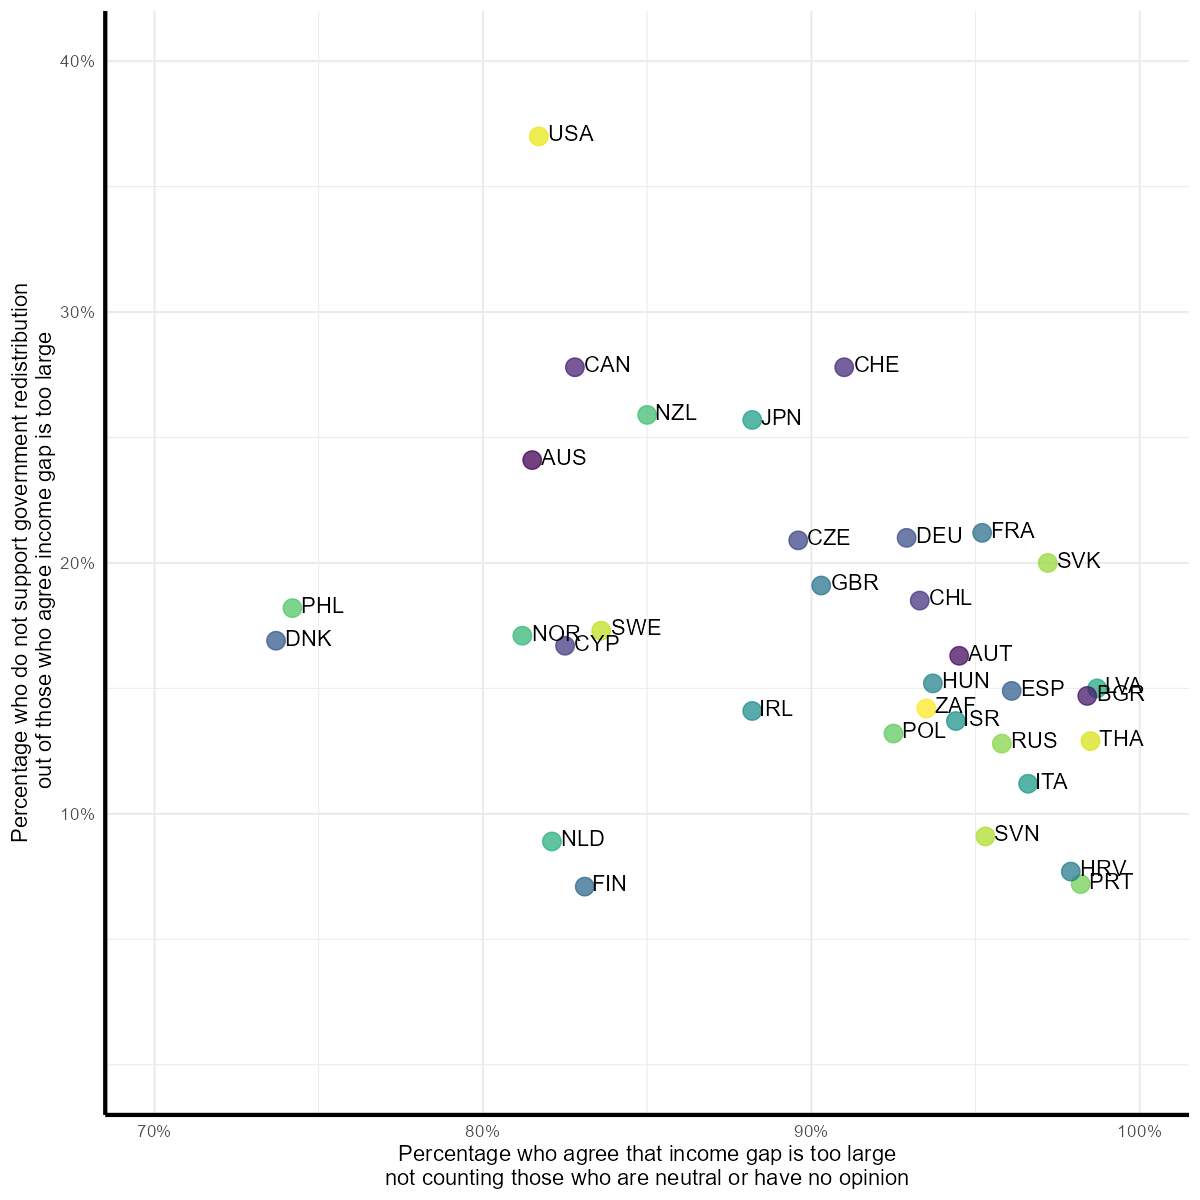 40%
30%
20%
10%
Percentage who do not support government redistribution
out of those who agree income gap is too large
USA
CAN
CHE
NZL
JPN
AUS
CZE
DEU
FRA
SVK
GBR
CHL
PHL
DNK
NOR
SWE
CYP
AUT
HUN
ESP
LVA
BGR
IRL
ZAF
ISR
POL
RUS
THA
ITA
NLD
SVN
FIN
HRV
PRT
70%
80%
90%
100%
Percentage who agree that income gap is too large
not counting those who are neutral or have no opinion